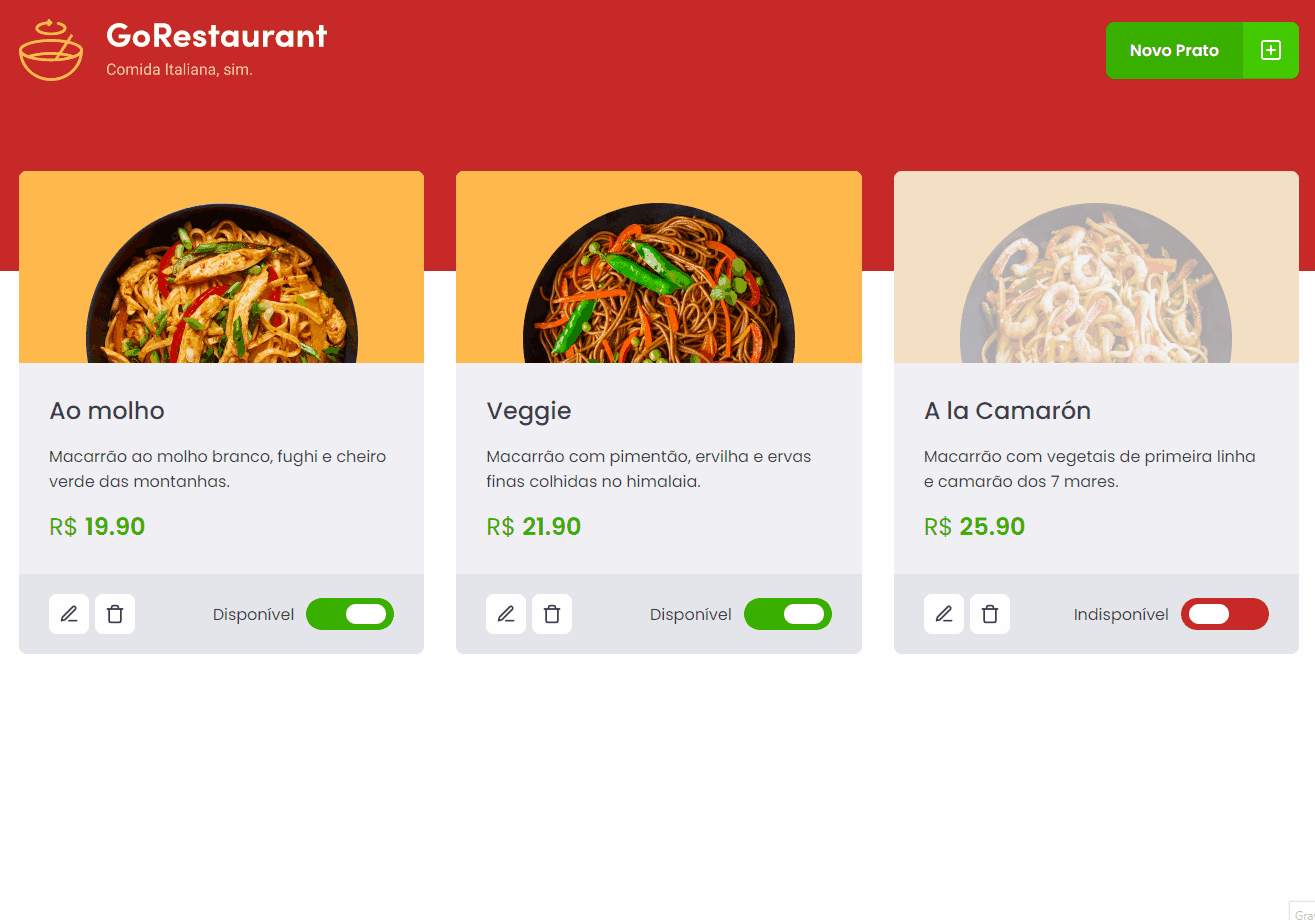 GoRestaurant
Comida Italiana, sim.
Novo Prato
Ao molho
Macarrão ao molho branco, fughi e cheiro
verde das montanhas.
R$ 19.90
Disponível
Veggie
Macarrão com pimentão, ervilha e ervas
finas colhidas no himalaia.
R$ 21.90
Disponível
A la Camarón
Macarrão com vegetais de primeira linha
e camarão dos 7 mares.
R$ 25.90
Indisponível